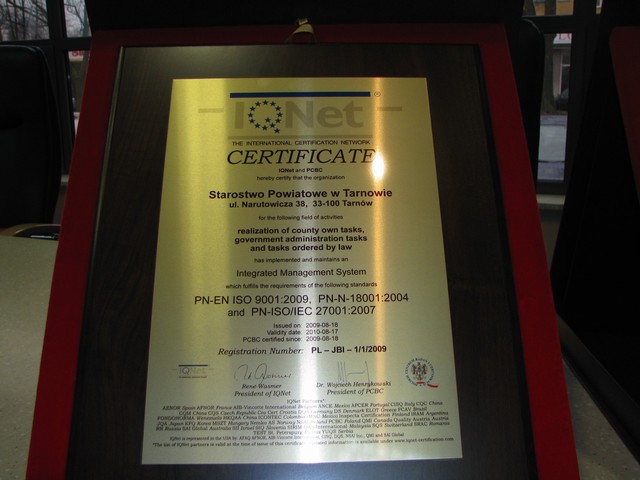 IQNet
THE INTERNATIONAL CERTIFICATION NETWORK
CERTIFICATE
IQNet and PCBC
hereby certify that the organization
Starostwo Powiatowe w Tarnowie
ul. Narutowicza 38, 33-100 Tarnów
for the following field of activities
realization of county own tasks,
government administration tasks
and tasks ordered by law
has implemented and maintains an
Integrated Management System
which fulfills the requirements of the following standards
PN-EN ISO 9001:2009, PN-N-18001:2004
and PN-ISO/IEC 27001:2007
Issued on: 2009-08-18
Validity date: 2010-08-17
PCBC certified since: 2009-08-18
Registration Number: PL – JBI – 1/1/2009
Rene Wasmer
President of IQNet
Dr. Wojciech Henrykowski
President of PCBC
IQNet Partners*: